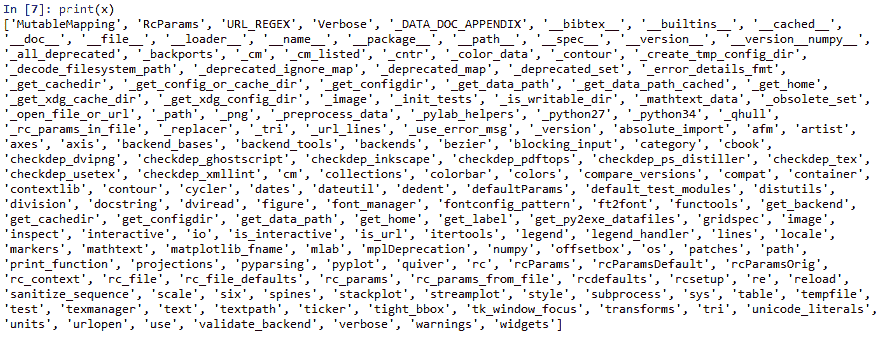 In [7]: print(x)
['MutableMapping', 'RcParams', 'URL_REGEX', 'Verbose', '_DATA_DOC_APPENDIX', '__bibtex__', '__builtins__', '__cached__',
'__doc__', '__file__', '__loader__', '__name__', '__package__', '__path__', '__spec__', '__version__', '__version__numpy__',
'_all_deprecated', '_backports', '_cm', '_cm_listed', '_cntr', '_color_data', '_contour', '_create_tmp_config_dir',
'_decode_filesystem_path', '_deprecated_ignore_map', '_deprecated_map', '_deprecated_set', '_error_details_fmt',
'_get_cachedir', '_get_config_or_cache_dir', '_get_configdir', '_get_data_path', '_get_data_path_cached', '_get_home',
'_get_xdg_cache_dir', '_get_xdg_config_dir', '_image', '_init_tests', '_is_writable_dir', '_mathtext_data', '_obsolete_set',
'_open_file_or_url', '_path', '_png', '_preprocess_data', '_pylab_helpers', '_python27', '_python34', '_qhull',
'_rc_params_in_file', '_replacer', '_tri', '_url_lines', '_use_error_msg', '_version', 'absolute_import', 'afm', 'artist',
'axes', 'axis', 'backend_bases', 'backend_tools', 'backends', 'bezier', 'blocking_input', 'category', 'cbook',
'checkdep_dvipng', 'checkdep_ghostscript', 'checkdep_inkscape', 'checkdep_pdftops', 'checkdep_ps_distiller', 'checkdep_tex',
'checkdep_usetex', 'checkdep_xmllint', 'cm', 'collections', 'colorbar', 'colors', 'compare_versions', 'compat', 'container',
'contextlib', 'contour', 'cycler', 'dates', 'dateutil', 'dedent', 'defaultParams', 'default_test_modules', 'distutils',
'division', 'docstring', 'dviread', 'figure', 'font_manager', 'fontconfig_pattern', 'ft2font', 'functools', 'get_backend',
'get_cachedir', 'get_configdir', 'get_data_path', 'get_home', 'get_label', 'get_py2exe_datafiles', 'gridspec', 'image',
'inspect', 'interactive', 'io', 'is_interactive', 'is_url', 'itertools', 'legend', 'legend_handler', 'lines', 'locale',
'markers', 'mathtext', 'matplotlib_fname', 'mlab', 'mplDeprecation', 'numpy', 'offsetbox', 'os', 'patches', 'path',
'print_function', 'projections', 'pyparsing', 'pyplot', 'quiver', 'rc', 'rcParams', 'rcParamsDefault', 'rcParamsOrig',
'rc_context', 'rc_file', 'rc_file_defaults', 'rc_params', 'rc_params_from_file', 'rcdefaults', 'rcsetup', 're', 'reload',
'sanitize_sequence', 'scale', 'six', 'spines', 'stackplot', 'streamplot', 'style', 'subprocess', 'sys', 'table', 'tempfile',
'test', 'texmanager', 'text', 'textpath', 'ticker', 'tight_bbox', 'tk_window_focus', 'transforms', 'tri', 'unicode_literals',
'units', 'urlopen', 'use', 'validate_backend', 'verbose', 'warnings', 'widgets']